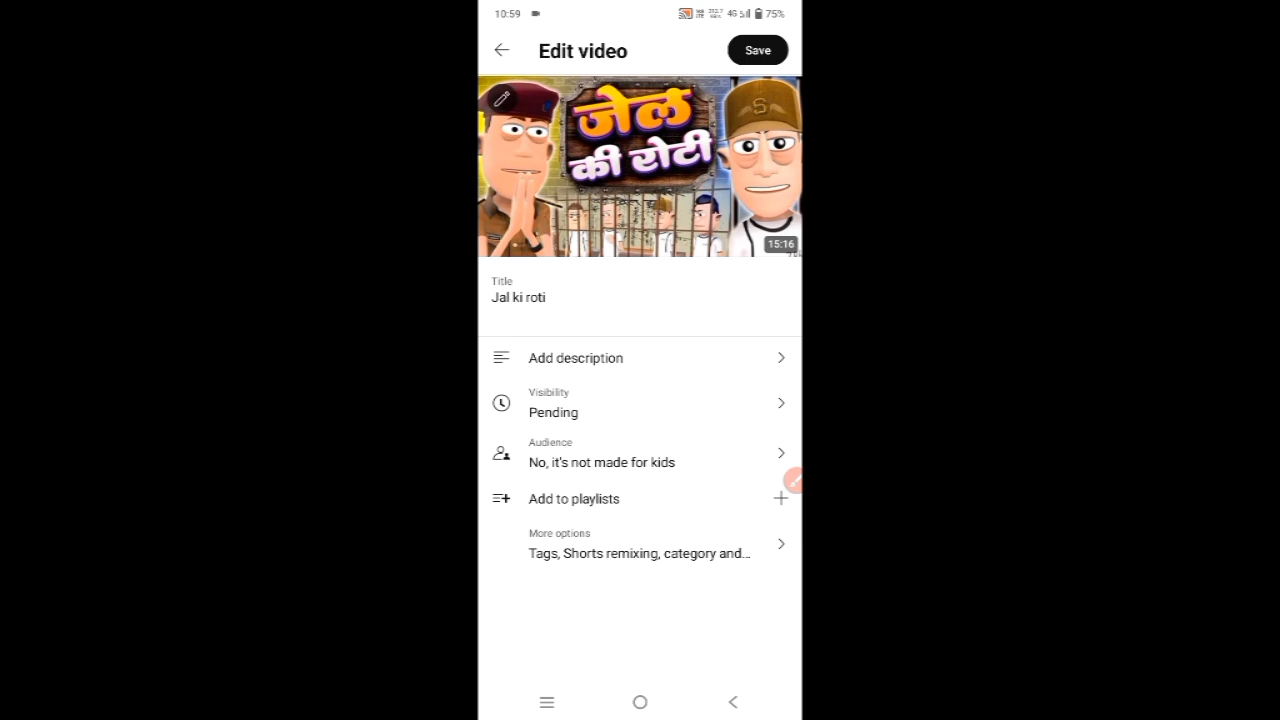 10:59
4G
75%
Edit video
Save
जेल
की रोटी
S
15:16
Title
Jal ki roti
Add description
Visibility
Pending
Audience
No, it's not made for kids
Add to playlists
More options
Tags, Shorts remixing, category and...